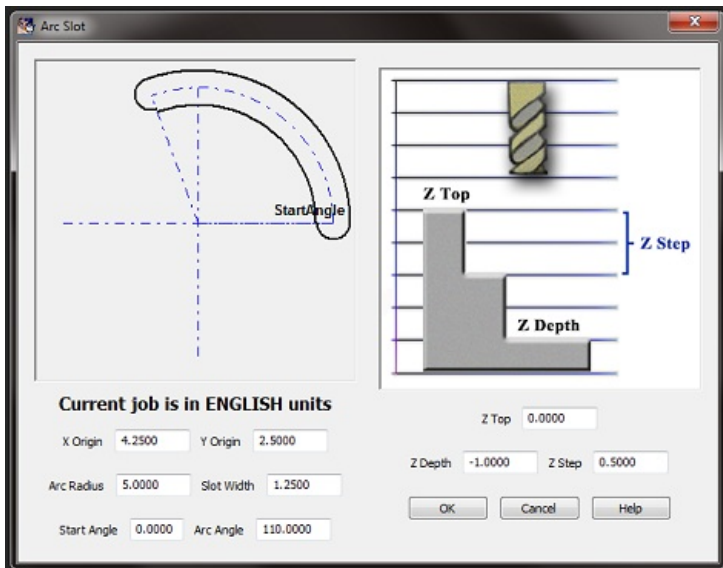 Arc Slot
StartAngle
Z Top
Z Step
Z Depth
Current job is in ENGLISH units
X Origin 4.2500 Y Origin 2.5000
Arc Radius 5.0000 Slot Width 1.2500
Start Angle 0.0000 Arc Angle 110.0000
Z Top 0.0000
Z Depth -1.0000 Z Step 0.5000
OK Cancel Help